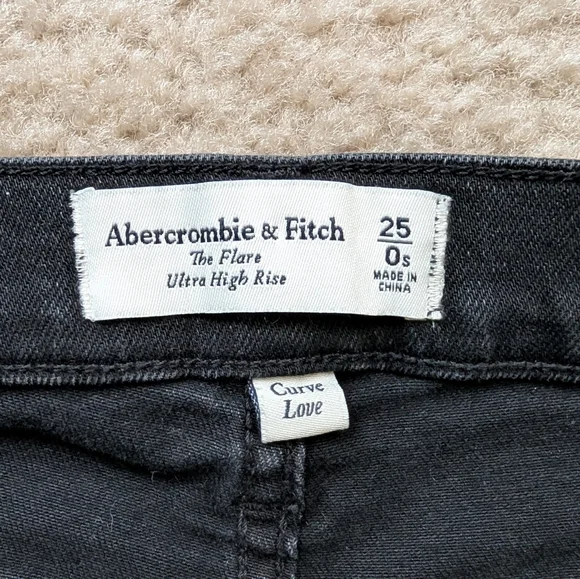 Abercrombie & Fitch
The Flare
Ultra High Rise
25
0s
MADE IN
CHINA
Curve
Love